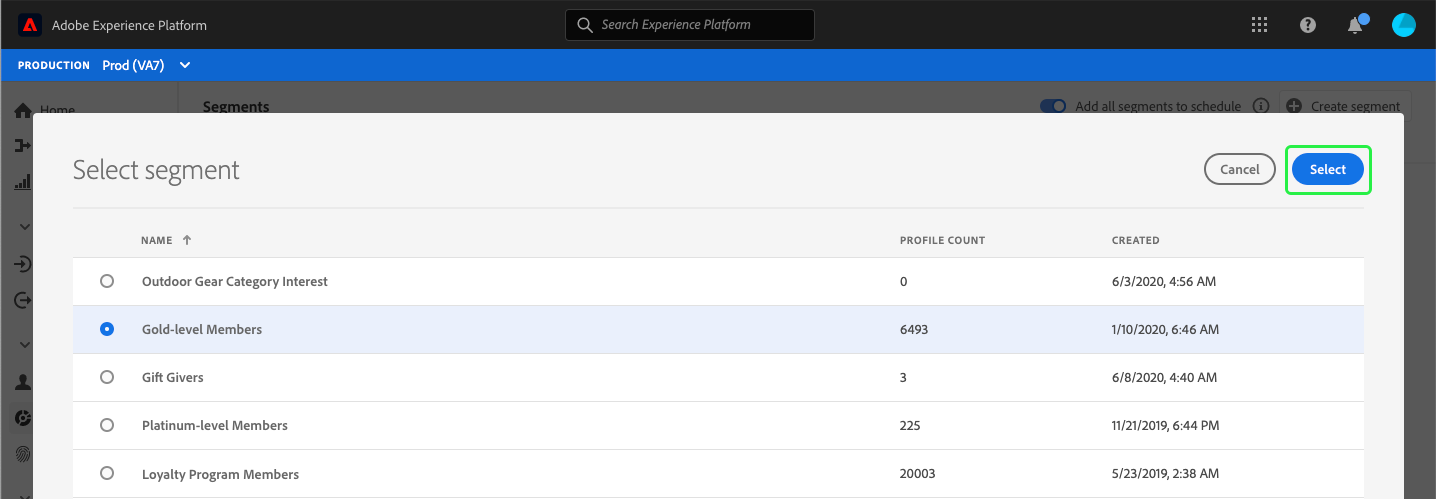 Adobe Experience Platform
Search Experience Platform
PRODUCTION Prod (VA7)
Home
Segments
Add all segments to schedule
Create segment
Select segment
Cancel
Select
NAME PROFILE COUNT CREATED
Outdoor Gear Category Interest 0 6/3/2020, 4:56 AM
Gold-level Members 6493 1/10/2020, 6:46 AM
Gift Givers 3 6/8/2020, 4:40 AM
Platinum-level Members 225 11/21/2019, 6:44 PM
Loyalty Program Members 20003 5/23/2019, 2:38 AM